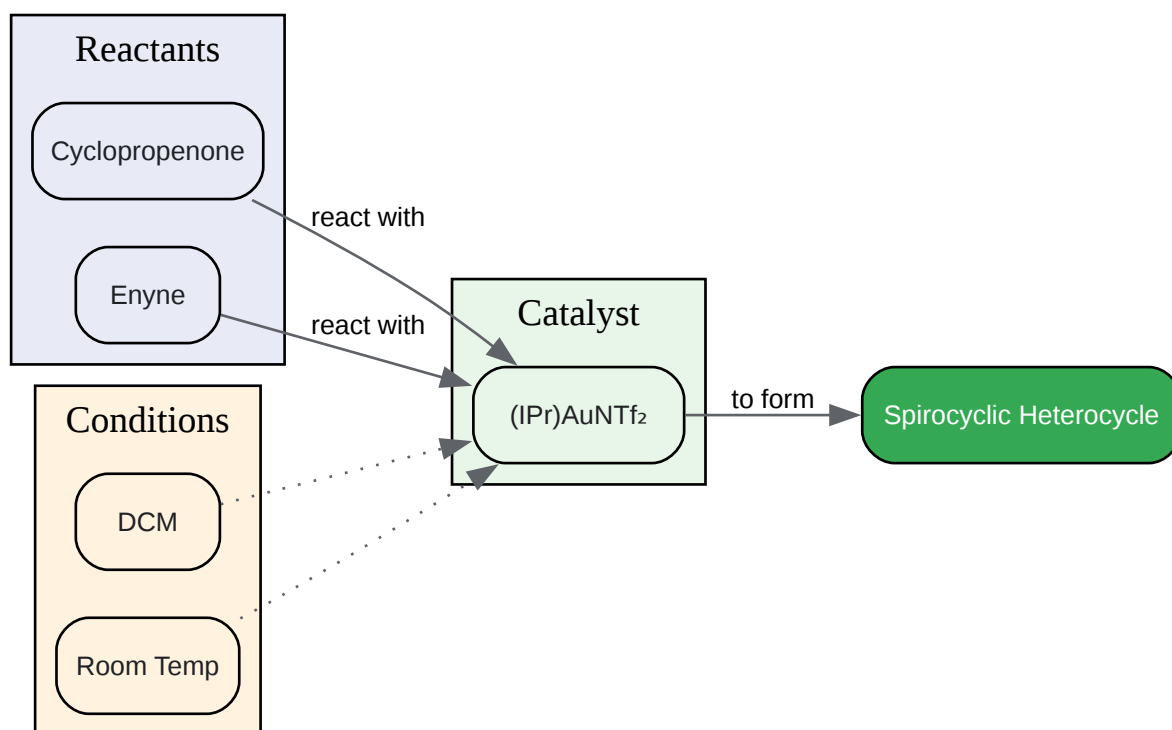 Reactants
Cyclopropenone
Enyne
react with
react with
Conditions
DCM
Room Temp
Catalyst
(IPr)AuNTf₂
to form
Spirocyclic Heterocycle